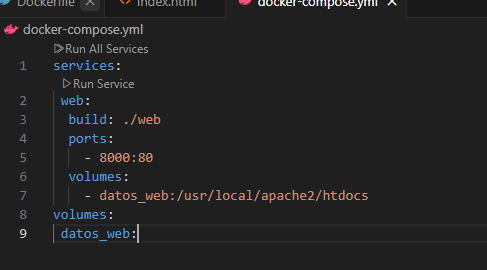 Dockerfile index.html docker-compose.yml
docker-compose.yml
Run All Services
1 services:
Run Service
2 web:
3 build: ./web
4 ports:
5 - 8000:80
6 volumes:
7 - datos_web:/usr/local/apache2/htdocs
8 volumes:
9 datos_web: